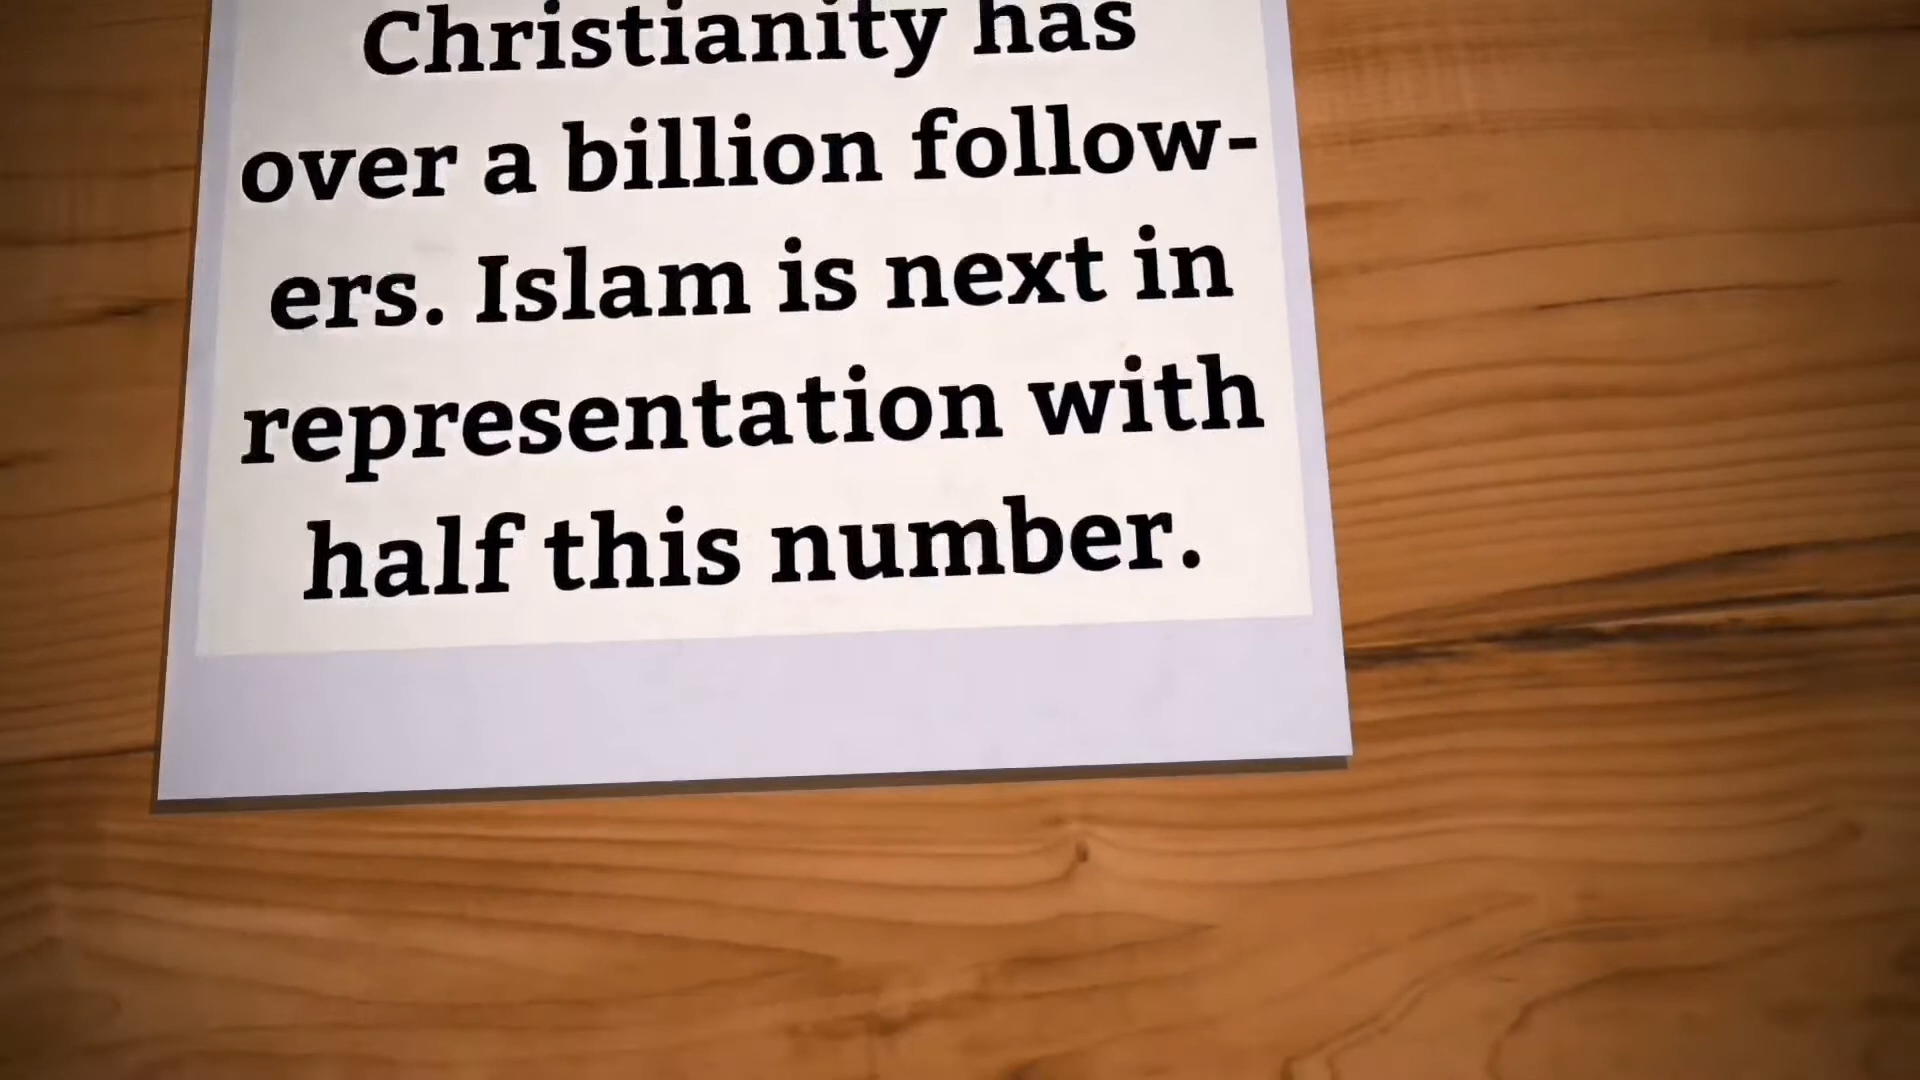 Christianity has
over a billion follow-
ers. Islam is next in
representation with
half this number.